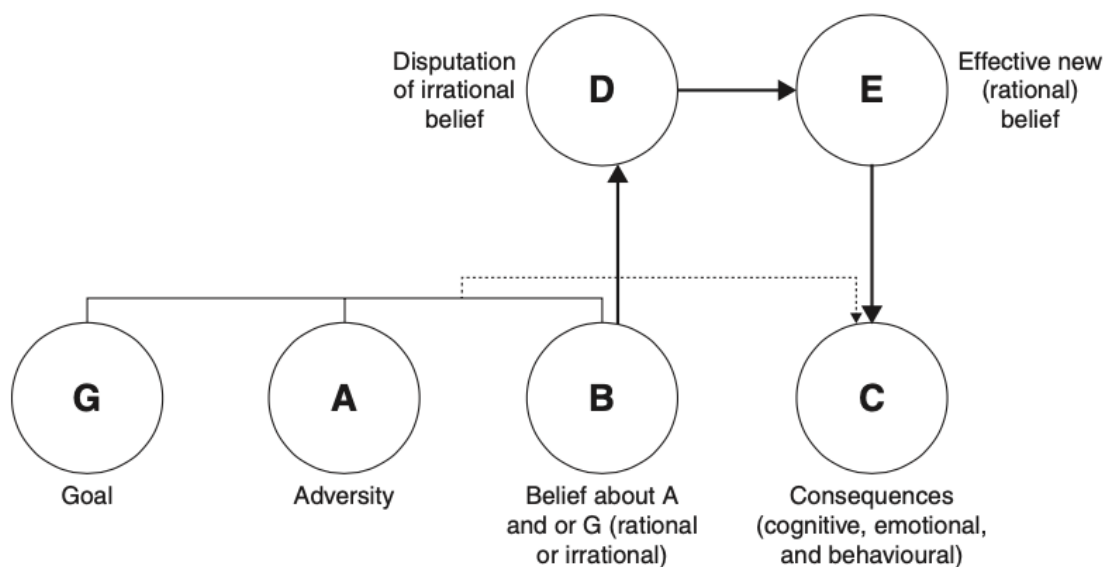 Disputation
of irrational
belief
D
E
Effective new
(rational)
belief
G
A
B
C
Goal
Adversity
Belief about A
and or G (rational
or irrational)
Consequences
(cognitive, emotional,
and behavioural)